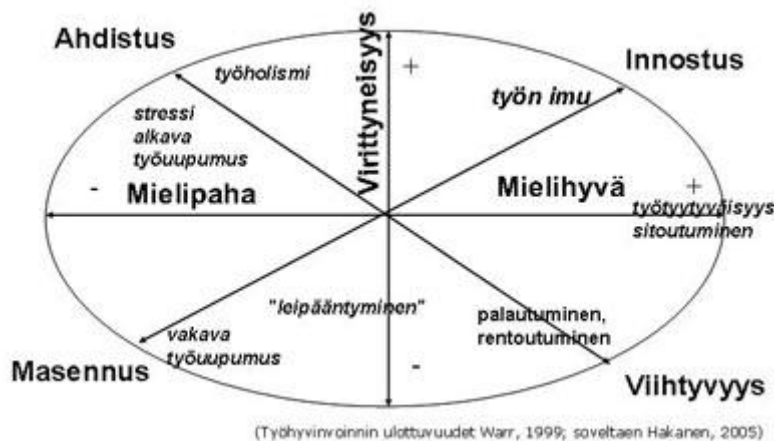 Ahdistus
työholismi
Virittyneisyys
+
Innostus
työn imu
stressi
alkava
työuupumus
-
Mielipaha
Mielihyvä
+
työtyytyväisyys
sitoutuminen
"leipääntyminen"
palautuminen,
rentoutuminen
vakava
työuupumus
Masennus
-
Viihtyvyys
(Työhyvinvoinnin ulottuvuudet Warr, 1999; soveltaen Hakanen, 2005)